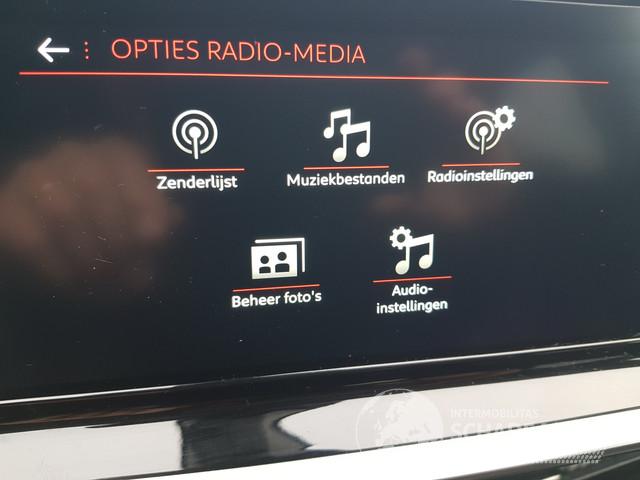 OPTIES RADIO-MEDIA
Zenderlijst
Muziekbestanden
Radioinstellingen
Beheer foto's
Audio-
instellingen
INTERMOBILITAS